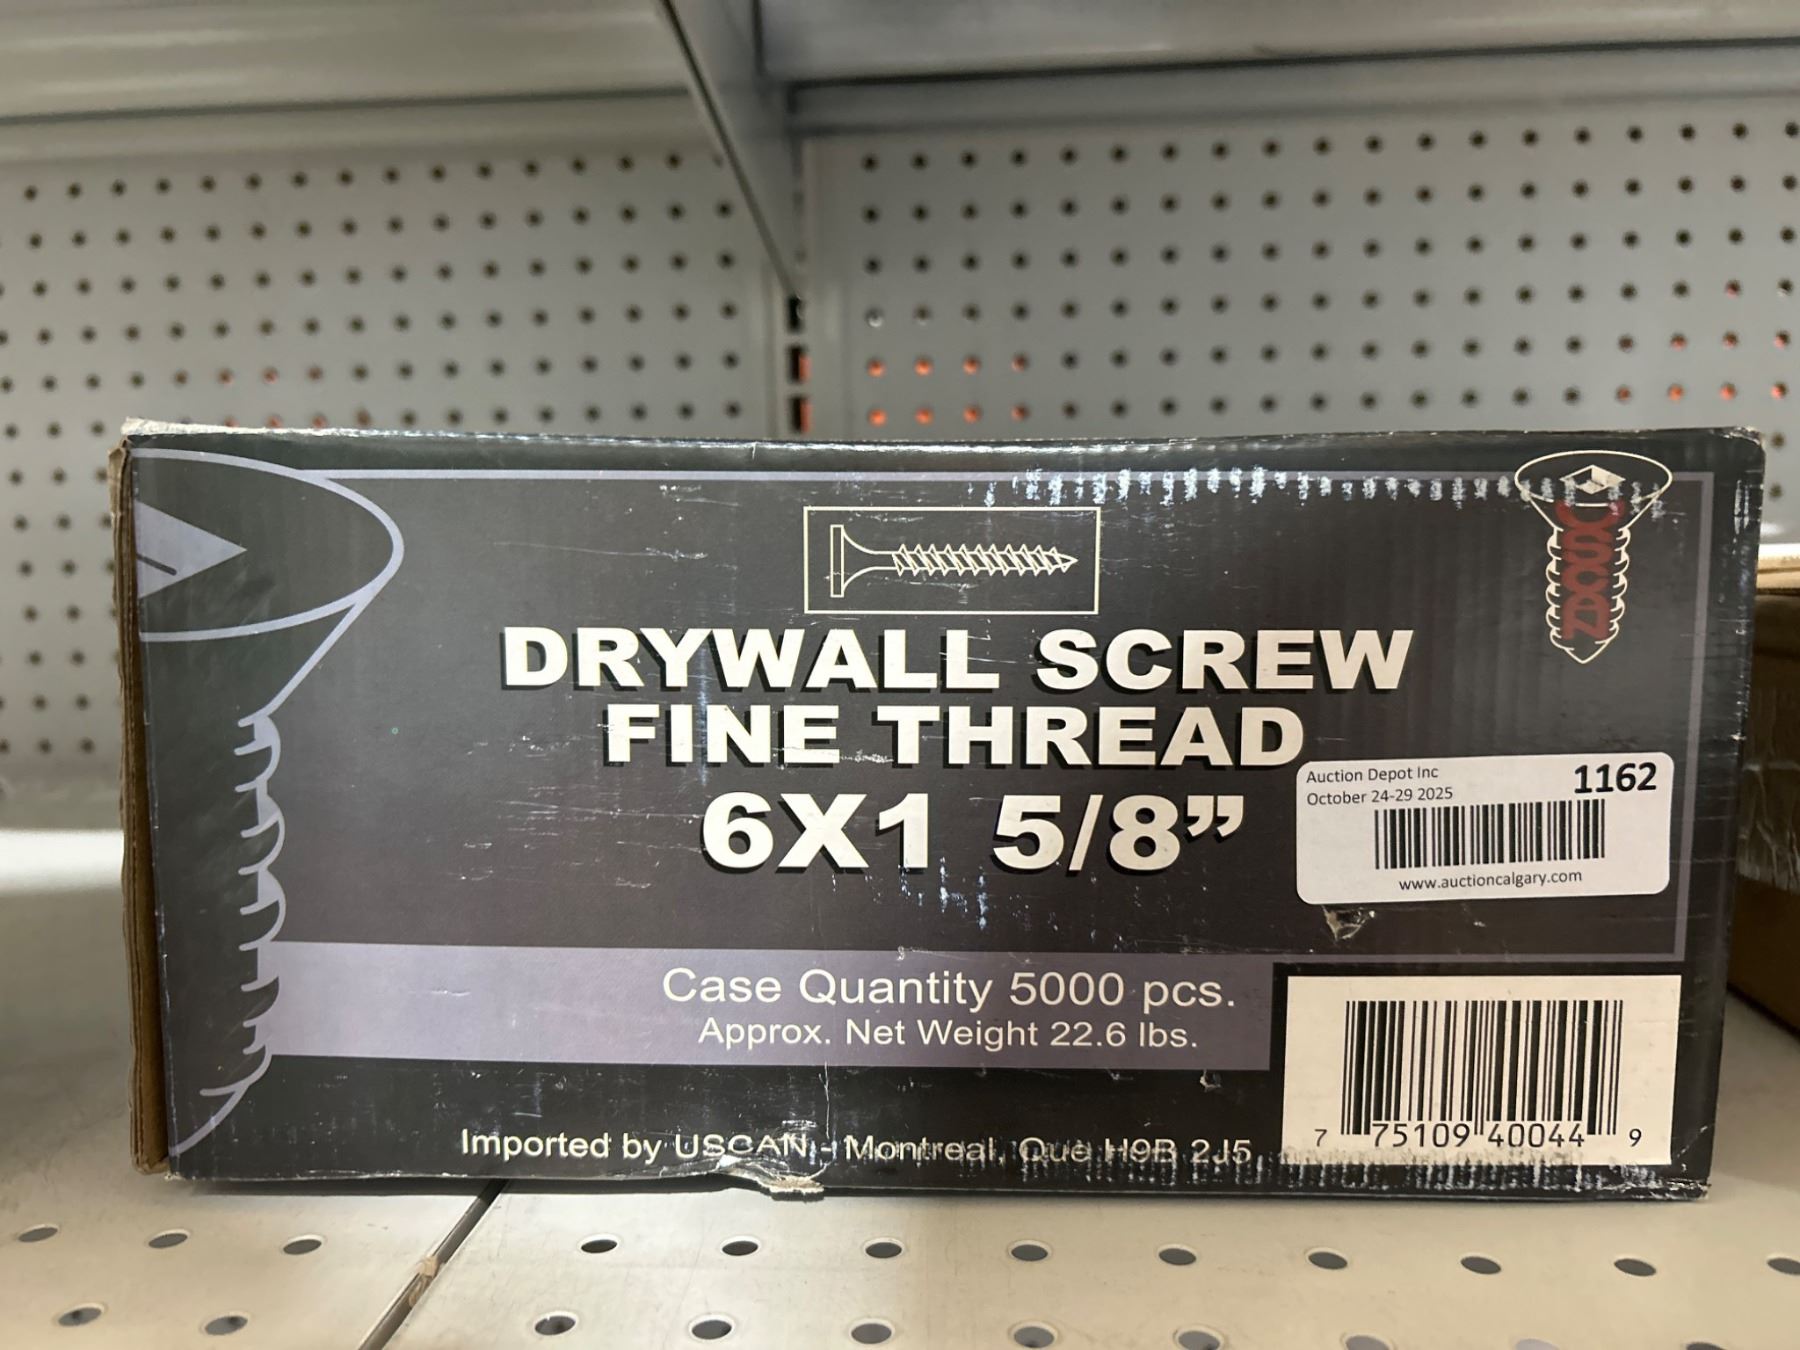 DRYWALL SCREW
FINE THREAD
6X1 5/8”
Auction Depot Inc
1162
October 24-29 2025
www.auctioncalgary.com
Case Quantity 5000 pcs.
Approx. Net Weight 22.6 lbs.
Imported by USCAN - Montreal, Que H9B 2J5
7 75109 40044 9